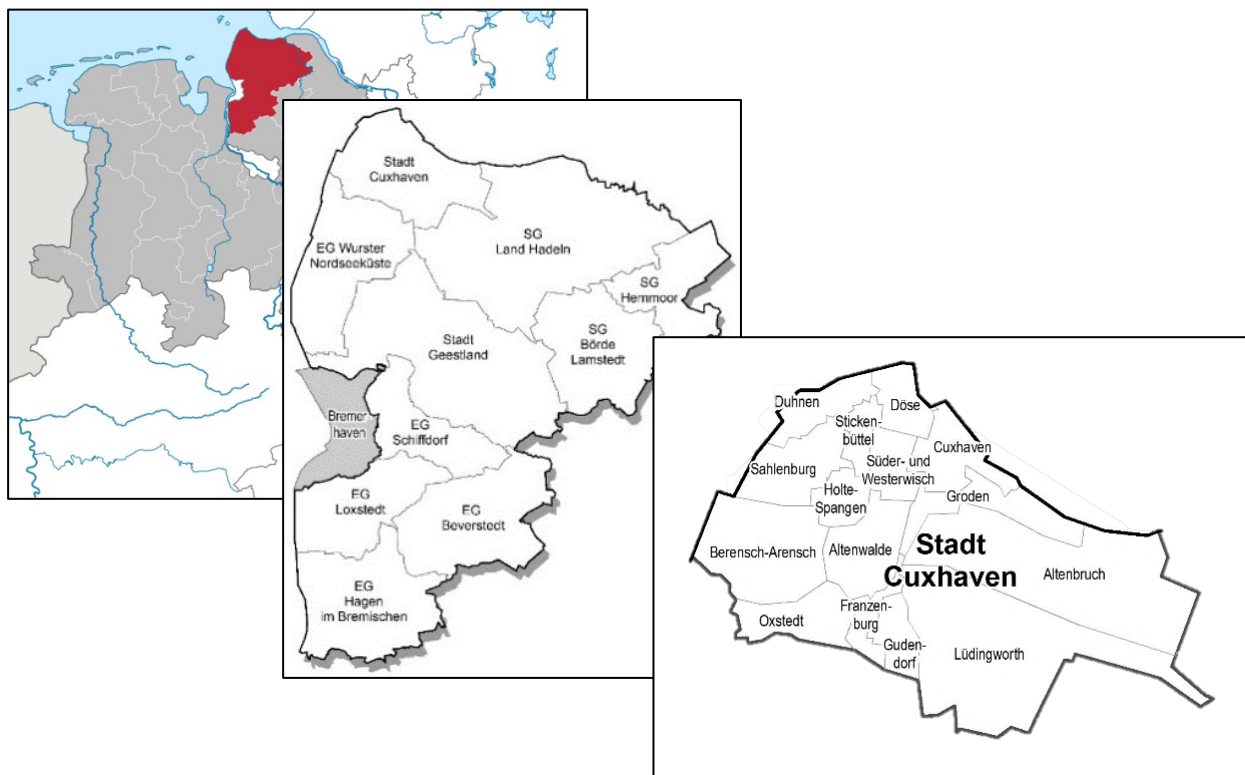 Stadt
Cuxhaven
EG Wurster
Nordseeküste
SG
Land Hadeln
SG
Hemmoor
SG
Börde
Lamstedt
Stadt
Geestland
Bremer
haven
EG
Schiffdorf
EG
Loxstedt
EG
Beverstedt
EG
Hagen
im Bremischen
Duhnen
Döse
Sticken-
büttel
Cuxhaven
Süder- und
Westerwisch
Sahlenburg
Holte-
Spangen
Groden
Berensch-Arensch
Altenwalde
Stadt
Cuxhaven
Altenbruch
Oxstedt
Franzen-
burg
Guden-
dorf
Lüdingworth